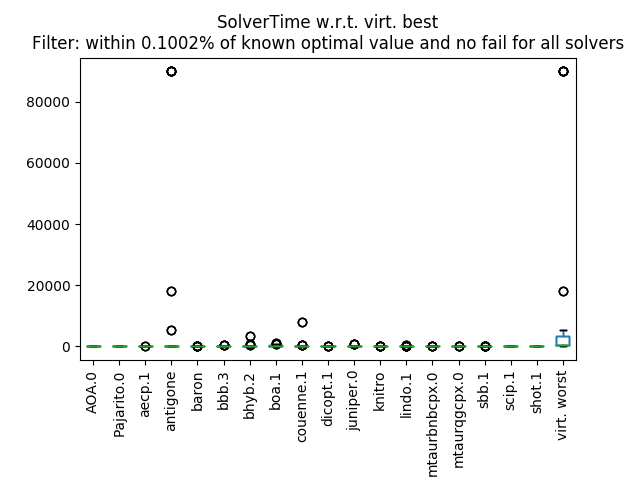 SolverTime w.r.t. virt. best
Filter: within 0.1002% of known optimal value and no fail for all solvers
80000
60000
40000
20000
0
AOA.0
Pajarito.0
aecp.1
antigone
baron
bbb.3
bhyb.2
boa.1
couenne.1
dicopt.1
juniper.0
knitro
lindo.1
mtaurbnbcpx.0
mtaurqgcpx.0
sbb.1
scip.1
shot.1
virt. worst